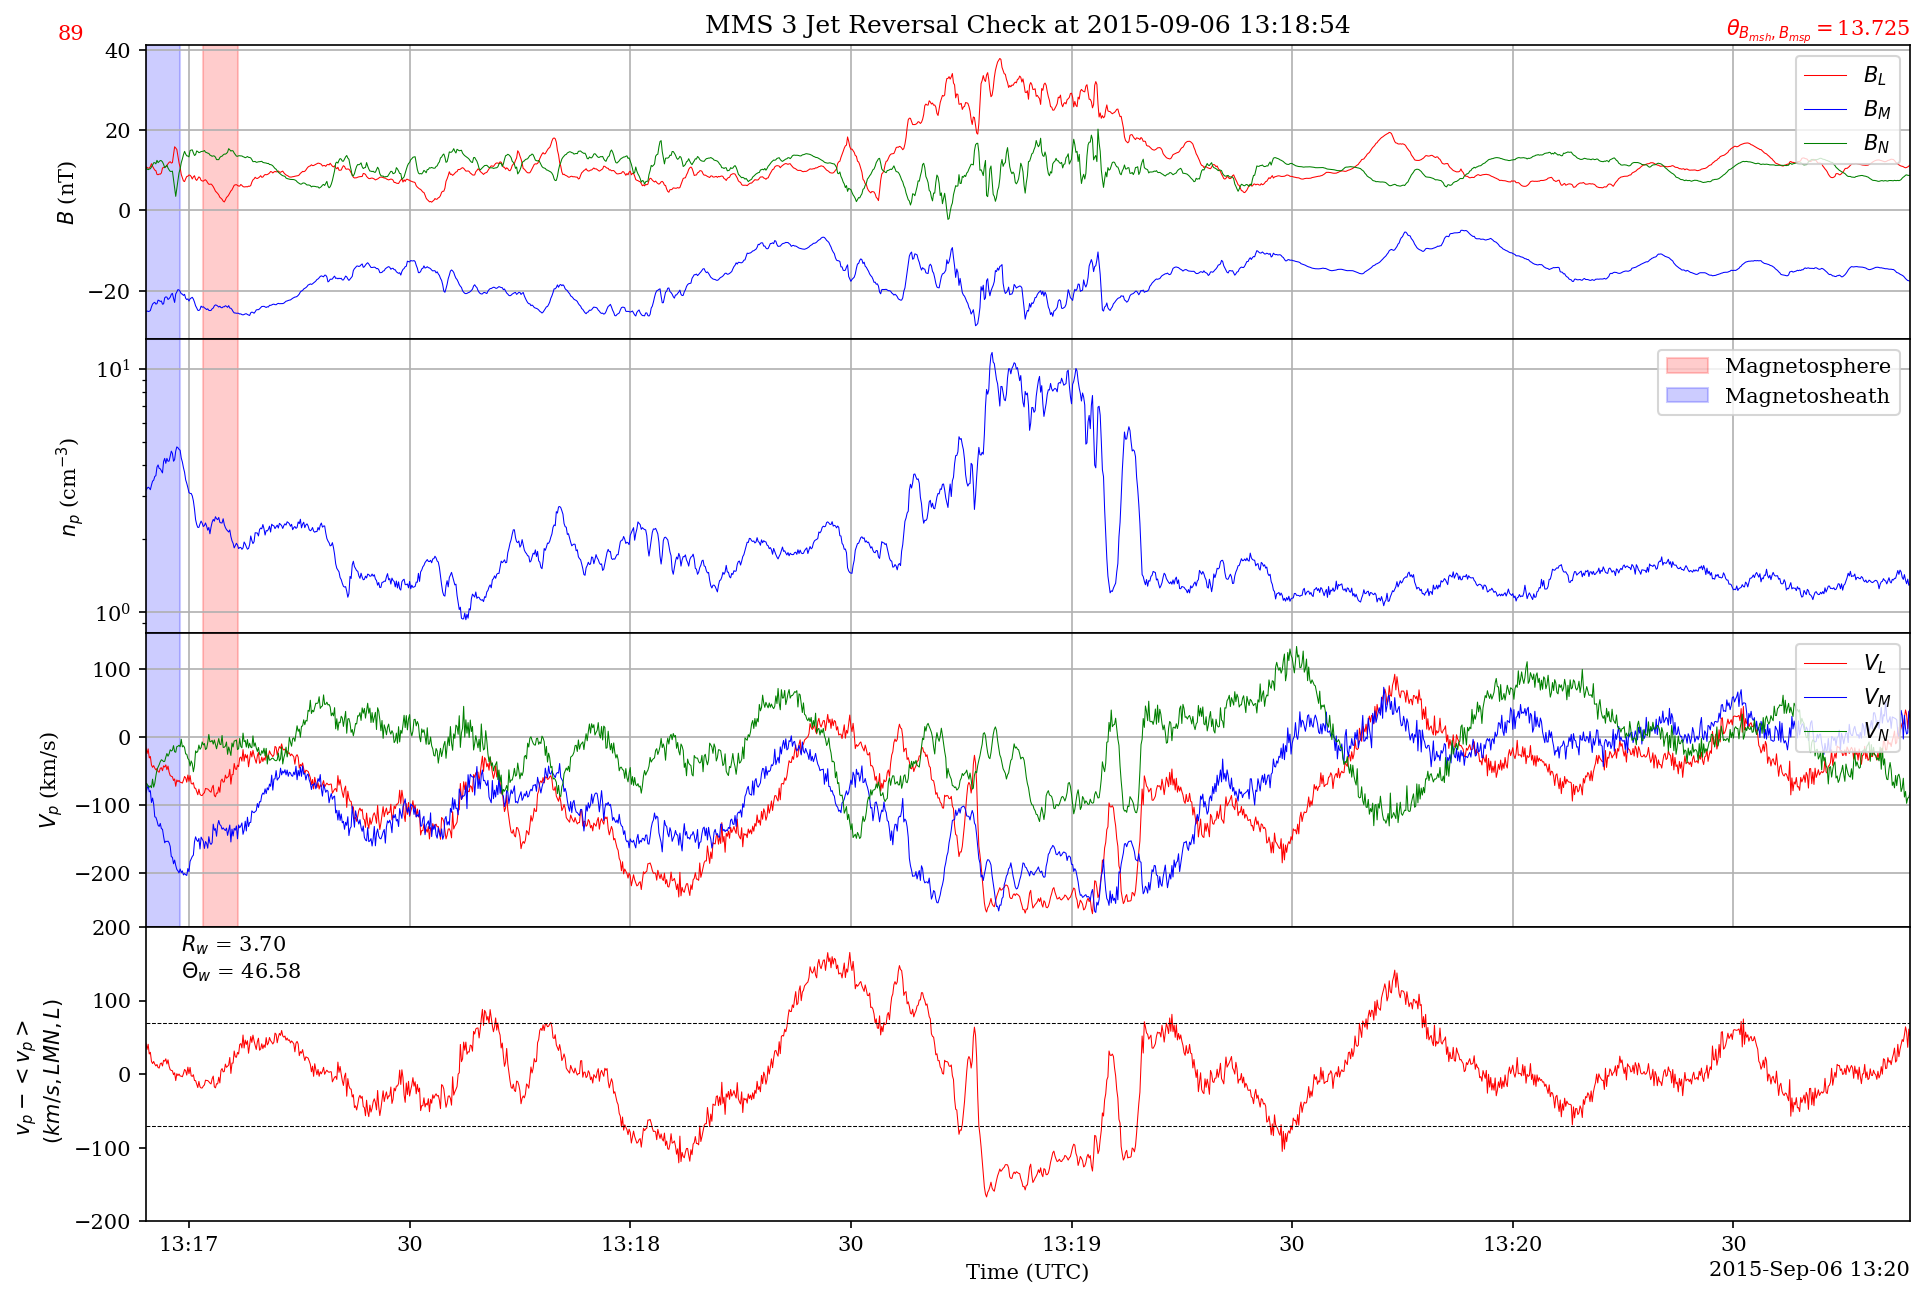 MMS 3 Jet Reversal Check at 2015-09-06 13:18:54
89
θ_{B_{msh}, B_{msp}} = 13.725
40
20
0
−20
B (nT)
B_L
B_M
B_N
10^1
10^0
n_p (cm^{−3})
Magnetosphere
Magnetosheath
100
0
−100
−200
V_p (km/s)
V_L
V_M
V_N
200
100
0
−100
−200
v_p − < v_p >
(km/s, LMN, L)
R_w = 3.70
Θ_w = 46.58
13:17
30
13:18
30
13:19
30
13:20
30
Time (UTC)
2015-Sep-06 13:20